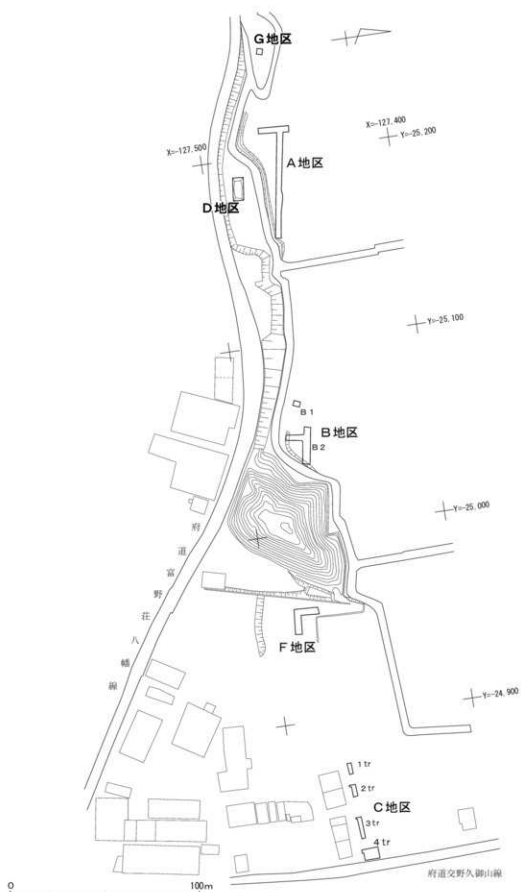 G地区
X=-127,400
Y=-25,200
X=-127,500
A地区
D地区
Y=-25,100
B1
B地区
B2
Y=-25,000
府道富野荘八幡線
F地区
Y=-24,900
1tr
2tr
C地区
3tr
4tr
府道交野久御山線
0 100m